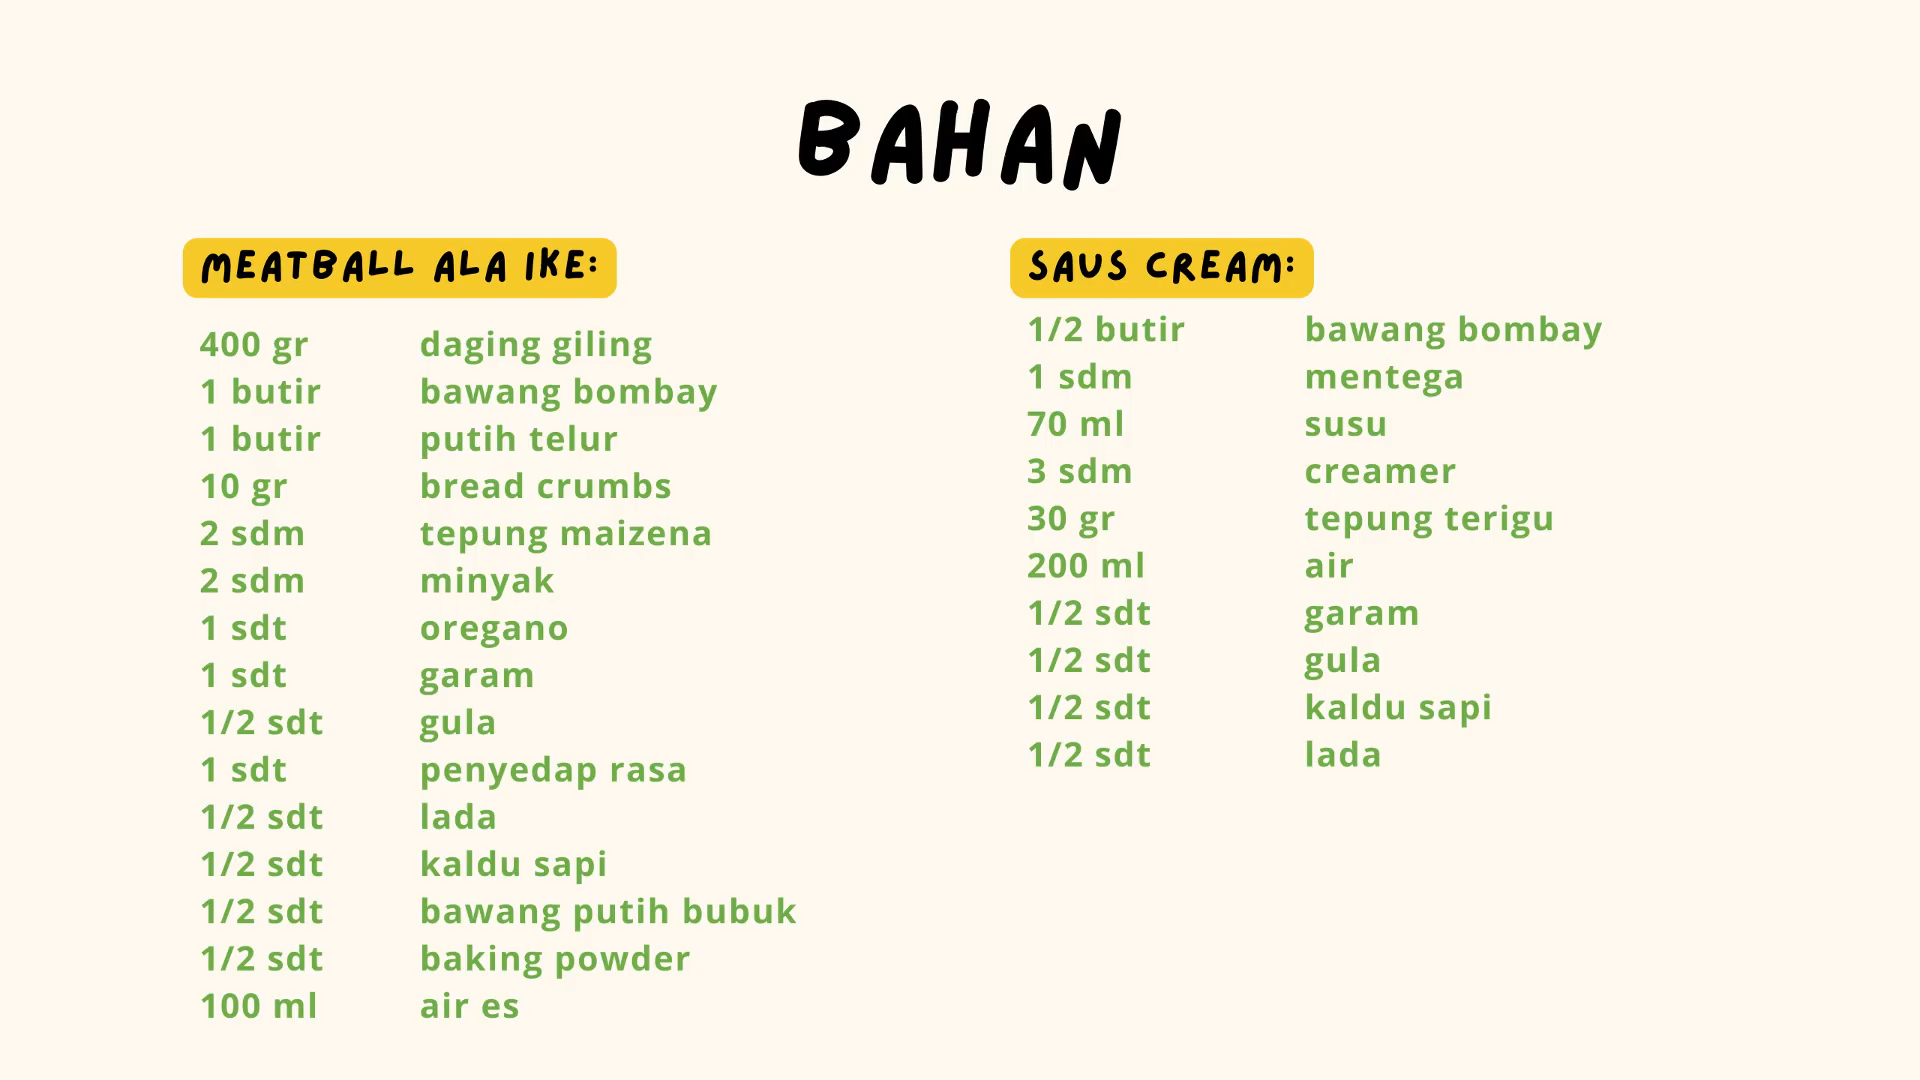 BAHAN
MEATBALL ALA IKE:
400 gr daging giling
1 butir bawang bombay
1 butir putih telur
10 gr bread crumbs
2 sdm tepung maizena
2 sdm minyak
1 sdt oregano
1 sdt garam
1/2 sdt gula
1 sdt penyedap rasa
1/2 sdt lada
1/2 sdt kaldu sapi
1/2 sdt bawang putih bubuk
1/2 sdt baking powder
100 ml air es
SAUS CREAM:
1/2 butir bawang bombay
1 sdm mentega
70 ml susu
3 sdm creamer
30 gr tepung terigu
200 ml air
1/2 sdt garam
1/2 sdt gula
1/2 sdt kaldu sapi
1/2 sdt lada